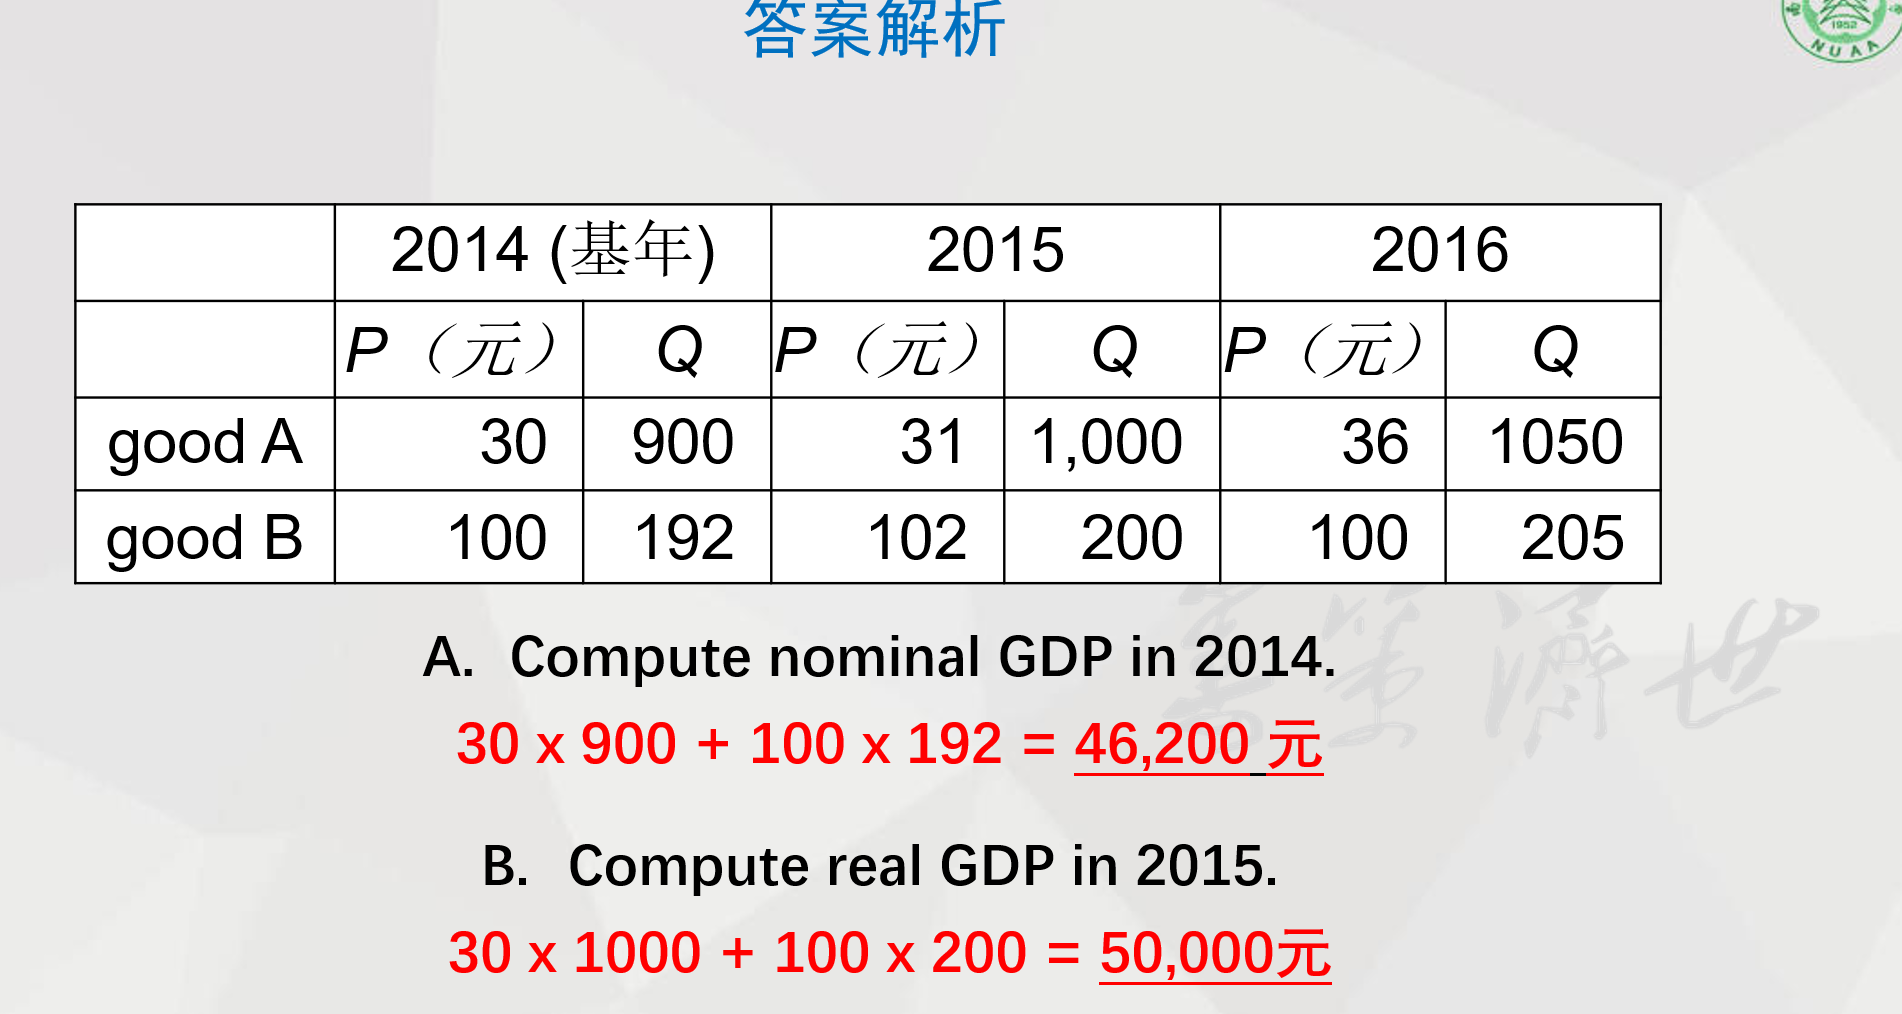 答案解析
1952
NUAA
2014 (基年) 2015 2016
P（元） Q P（元） Q P（元） Q
good A 30 900 31 1,000 36 1050
good B 100 192 102 200 100 205
A. Compute nominal GDP in 2014.
30 x 900 + 100 x 192 = 46,200 元
B. Compute real GDP in 2015.
30 x 1000 + 100 x 200 = 50,000元